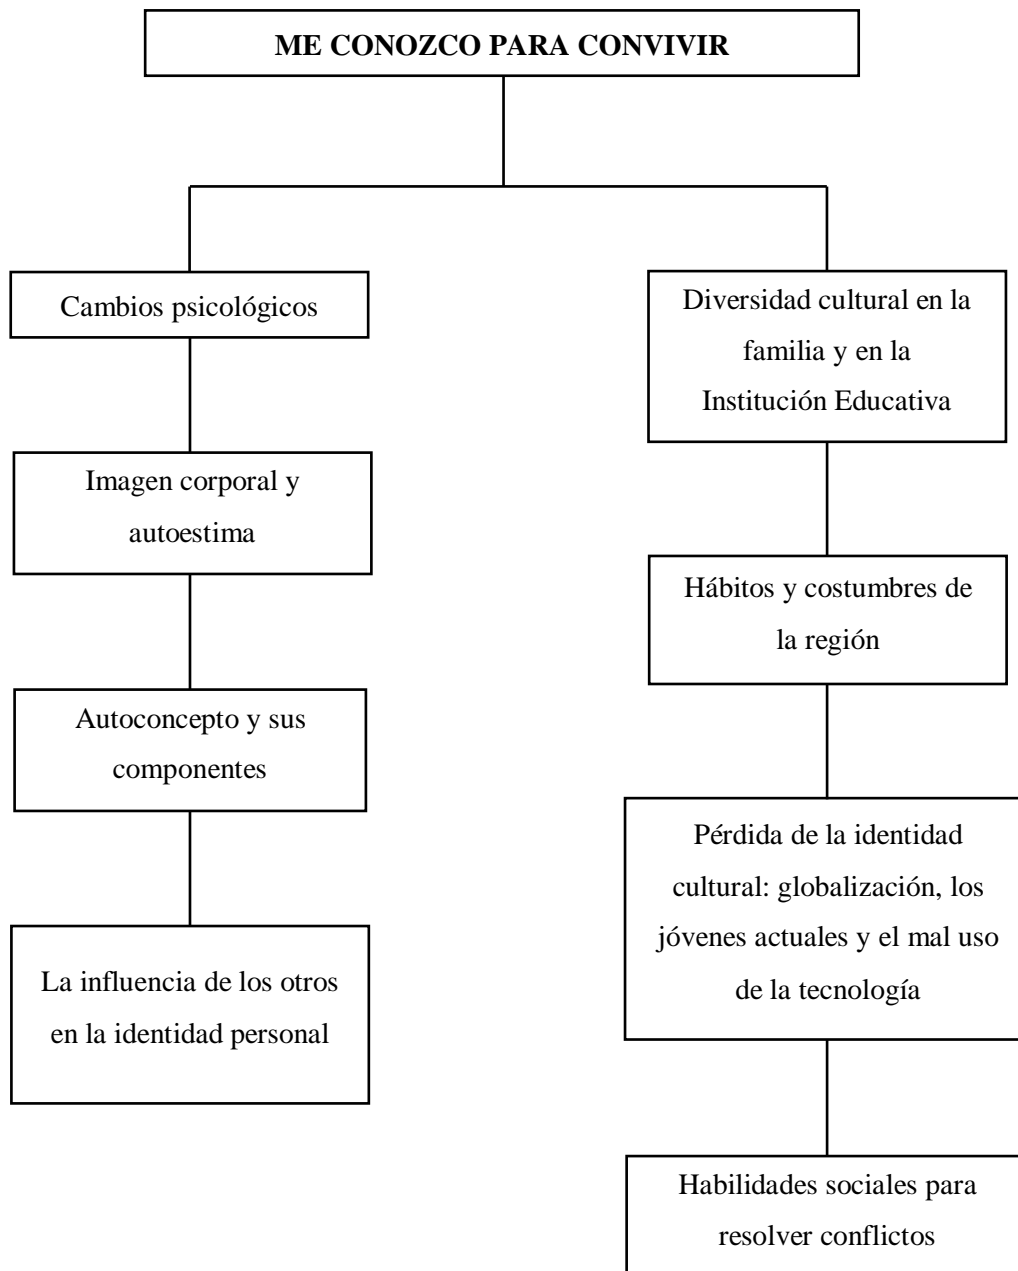 ME CONOZCO PARA CONVIVIR
Cambios psicológicos
Imagen corporal y
autoestima
Autoconcepto y sus
componentes
La influencia de los otros
en la identidad personal
Diversidad cultural en la
familia y en la
Institución Educativa
Hábitos y costumbres de
la región
Pérdida de la identidad
cultural: globalización, los
jóvenes actuales y el mal uso
de la tecnología
Habilidades sociales para
resolver conflictos